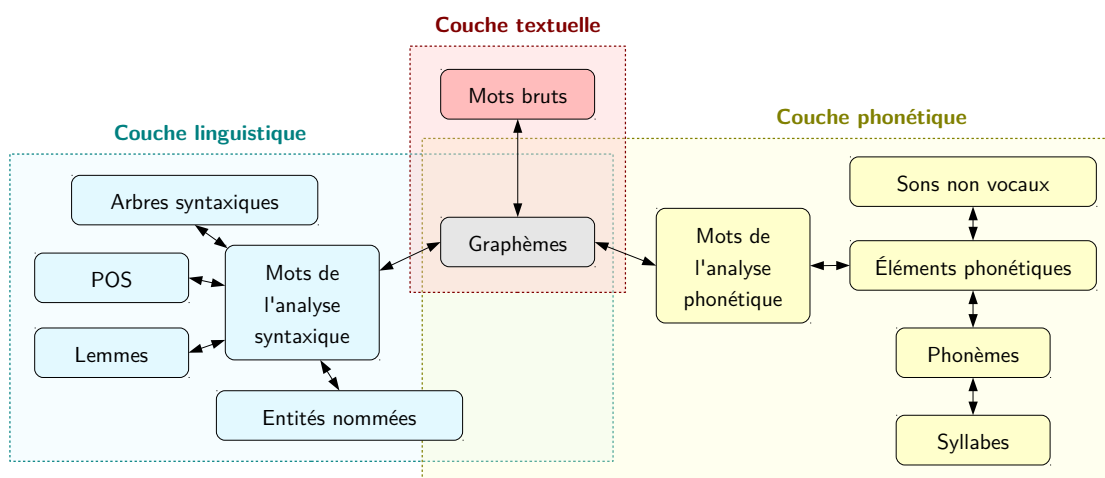 Couche textuelle
Mots bruts
Couche linguistique
Couche phonétique
Arbres syntaxiques
POS
Lemmes
Mots de
l'analyse
syntaxique
Entités nommées
Graphèmes
Mots de
l'analyse
phonétique
Sons non vocaux
Éléments phonétiques
Phonèmes
Syllabes